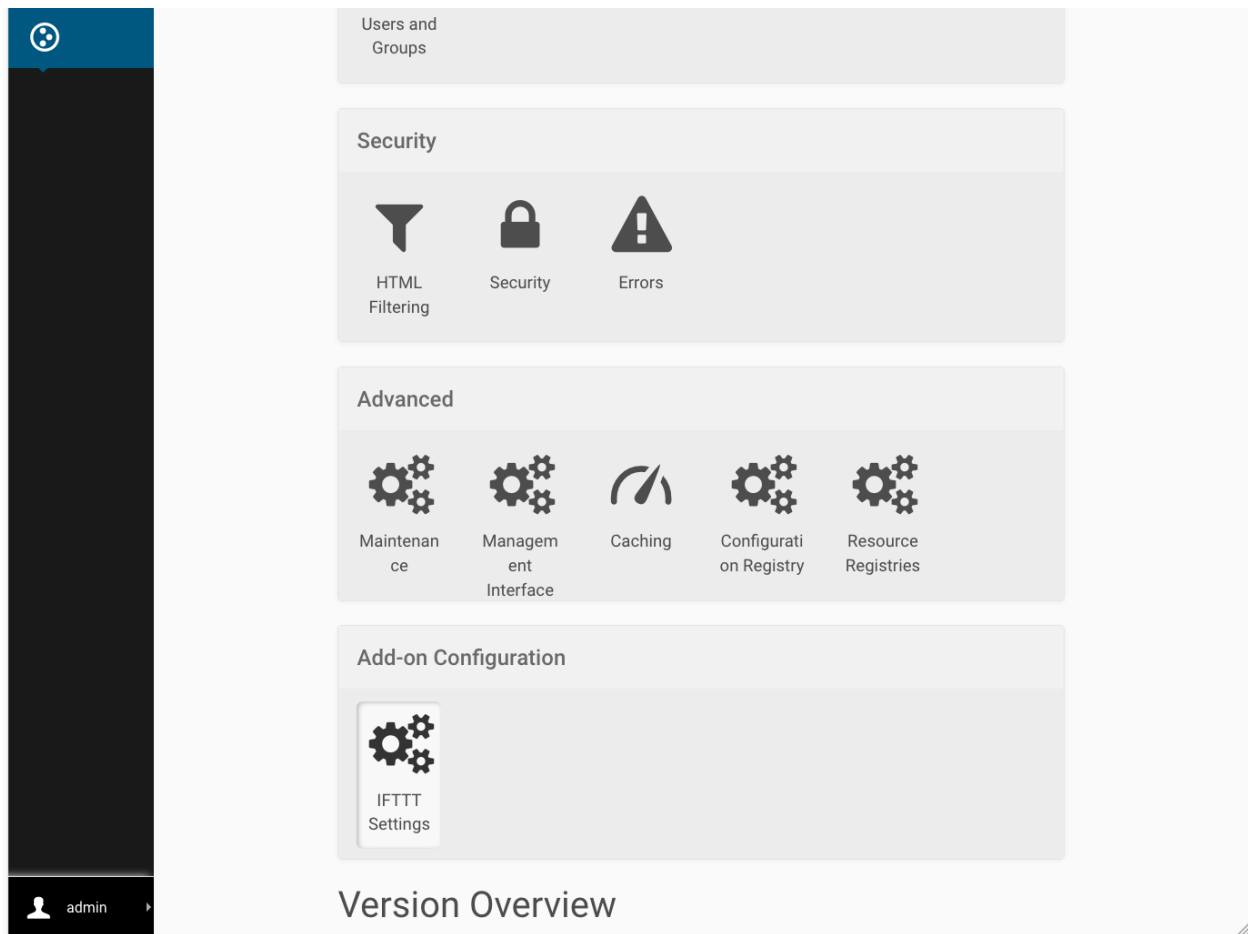 Users and
Groups
Security
HTML
Filtering
Security
Errors
Advanced
Maintenan
ce
Managem
ent
Interface
Caching
Configurati
on Registry
Resource
Registries
Add-on Configuration
IFTTT
Settings
admin
Version Overview